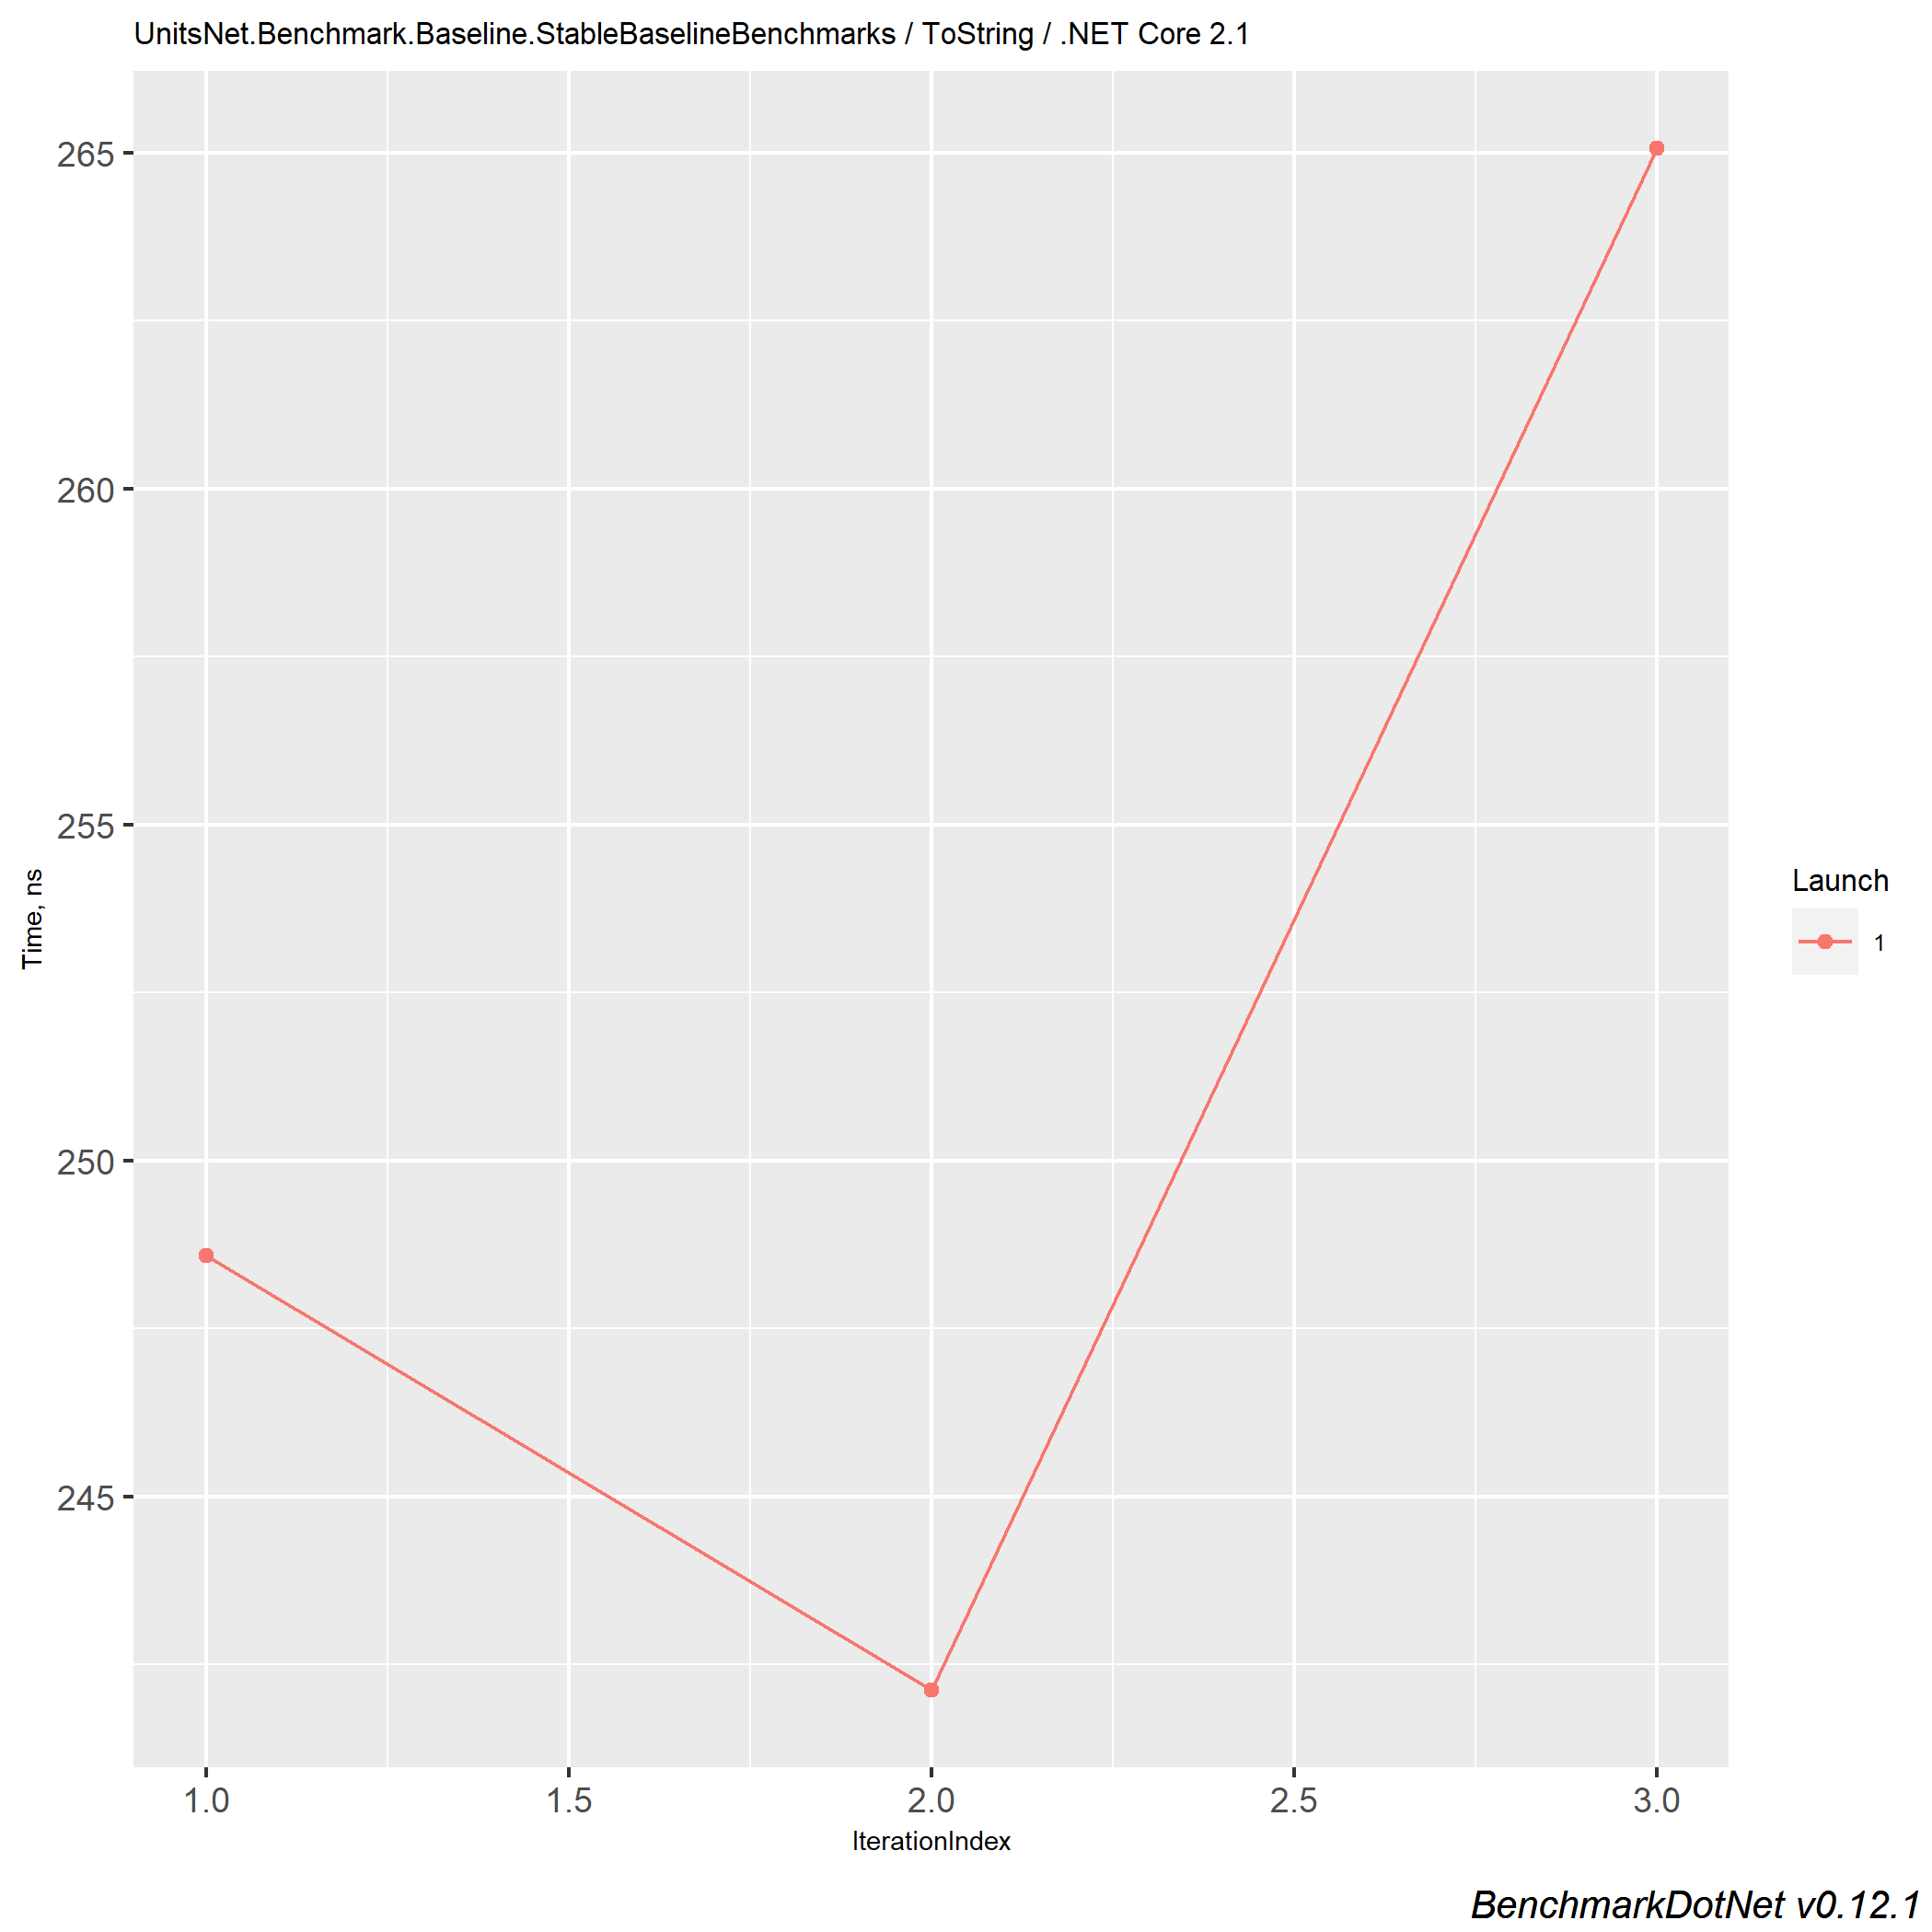 UnitsNet.Benchmark.Baseline.StableBaselineBenchmarks / ToString / .NET Core 2.1
265
260
255
250
245
Time, ns
1.0 1.5 2.0 2.5 3.0
IterationIndex
Launch
1
BenchmarkDotNet v0.12.1